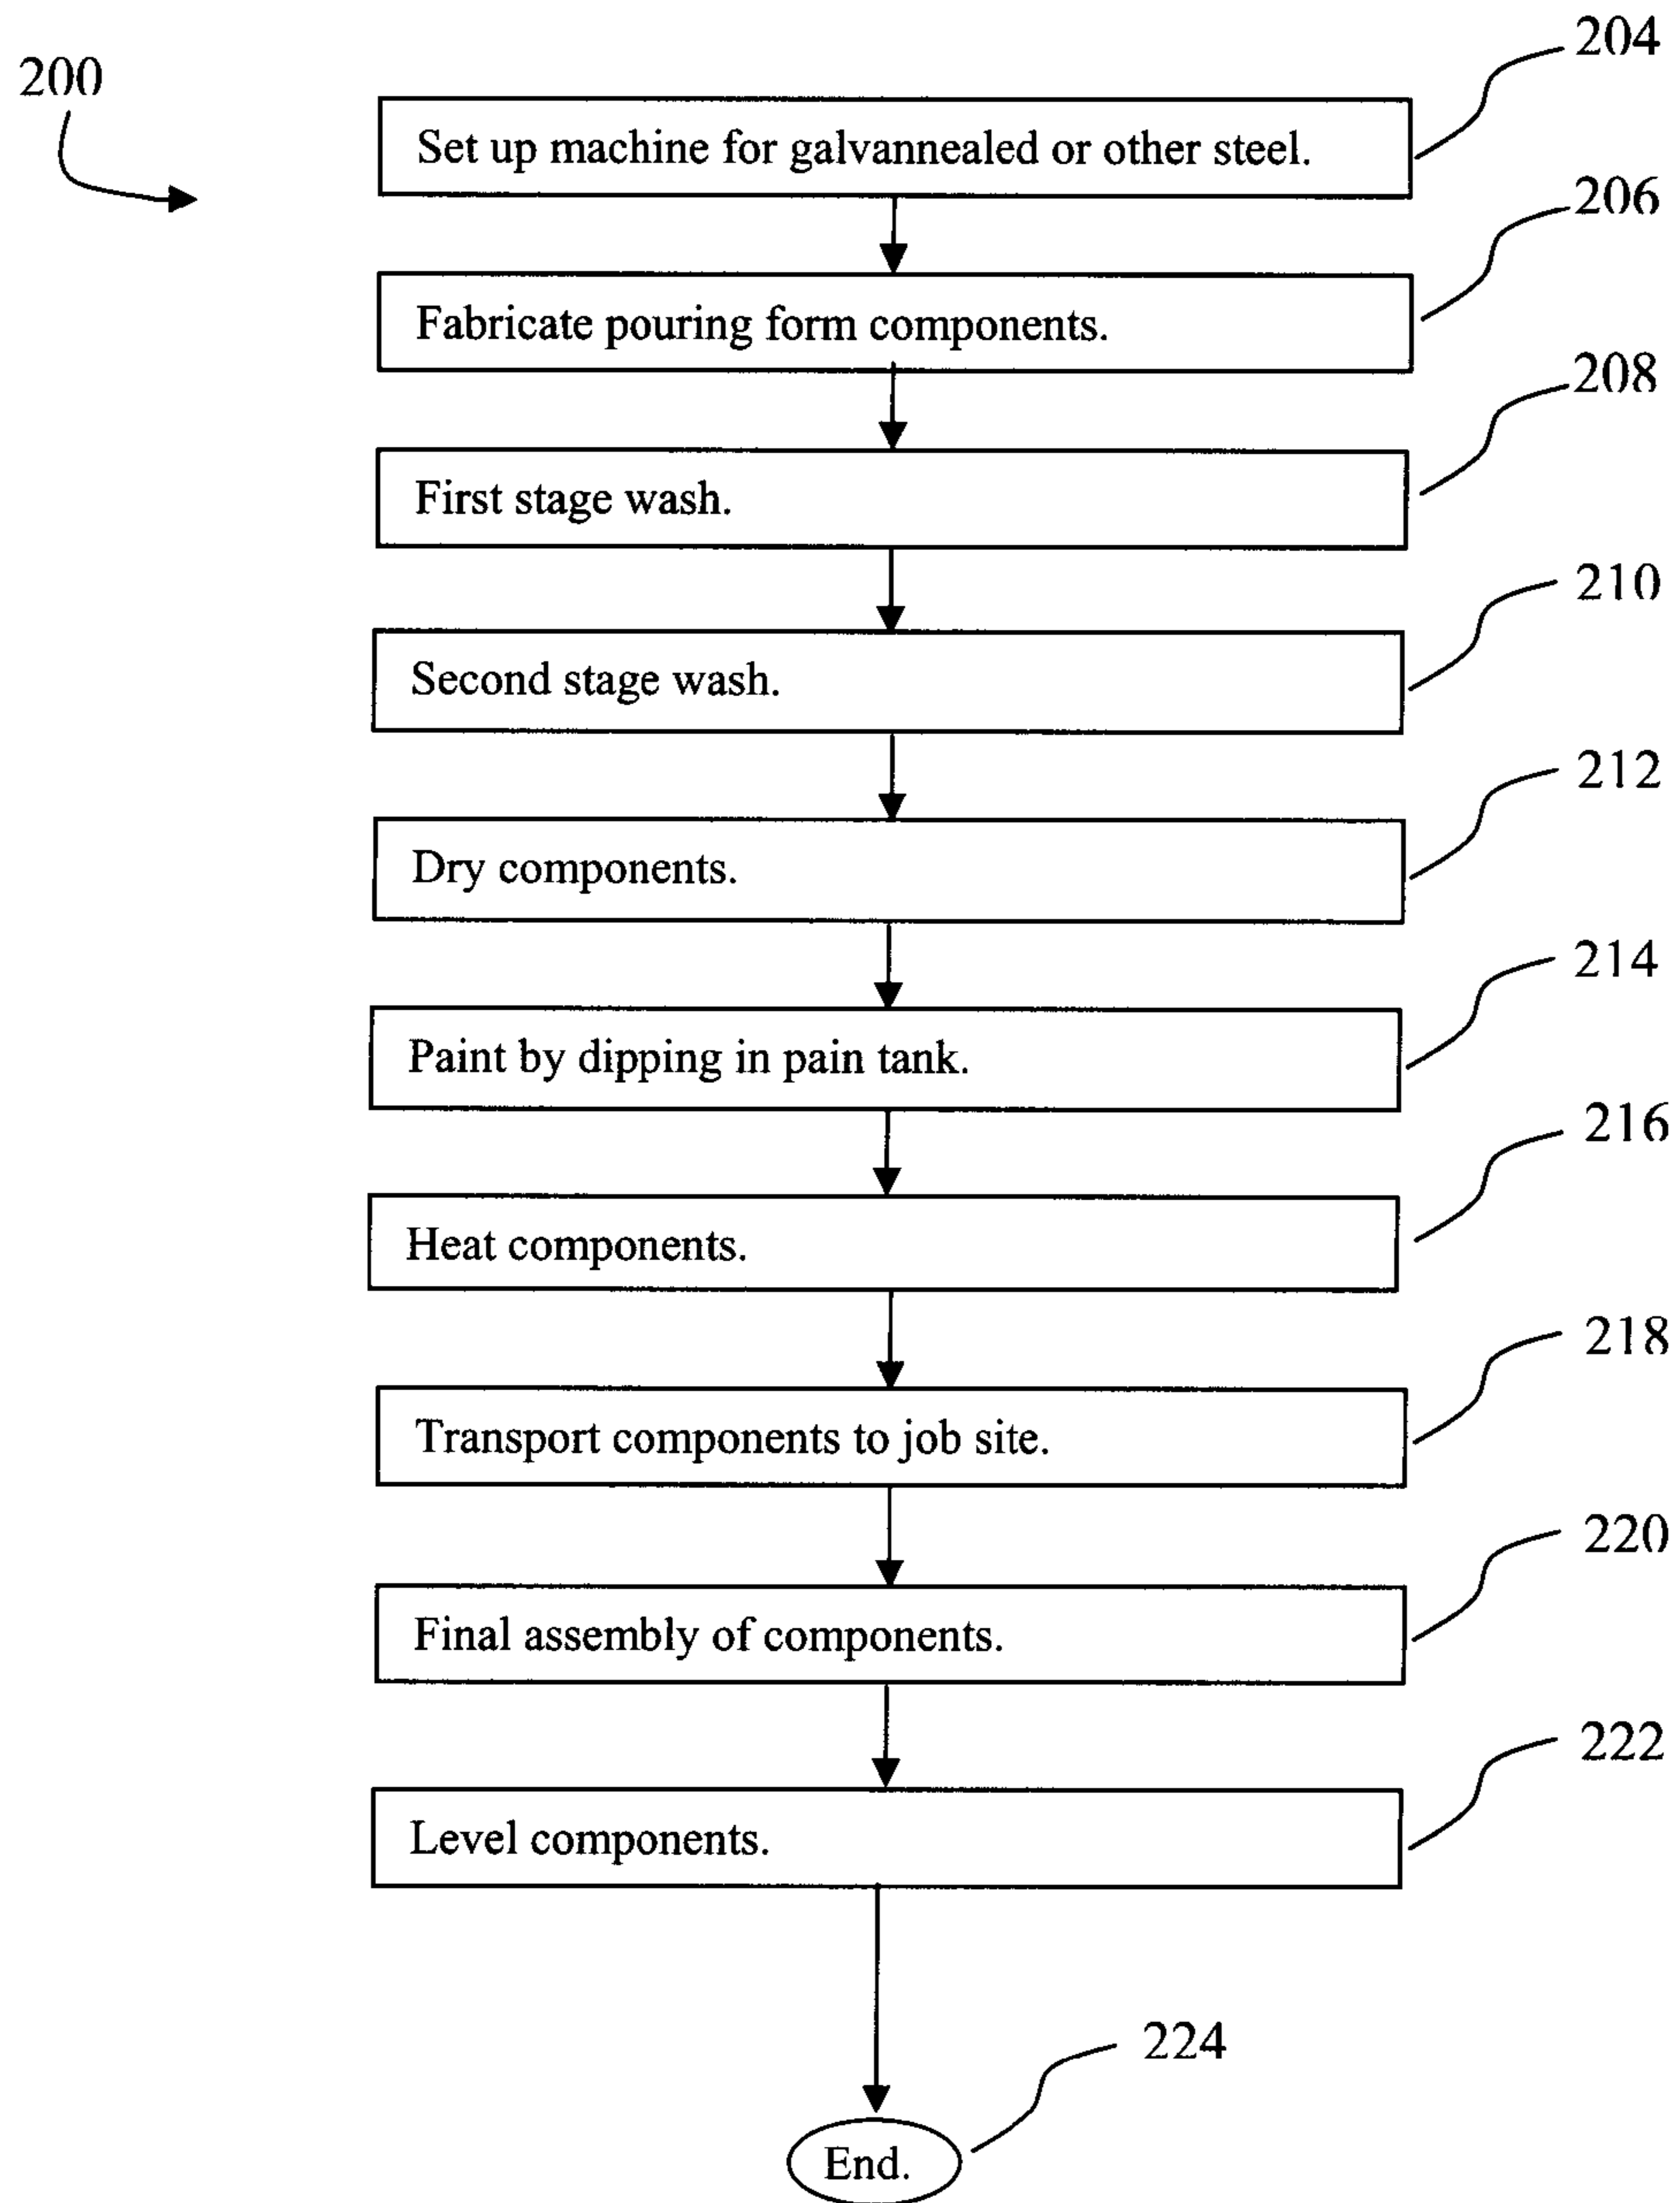 204
200
Set up machine for galvannealed or other steel.
206
Fabricate pouring form components.
208
First stage wash.
210
Second stage wash.
212
Dry components.
214
Paint by dipping in pain tank.
216
Heat components.
218
Transport components to job site.
220
Final assembly of components.
222
Level components.
224
End.